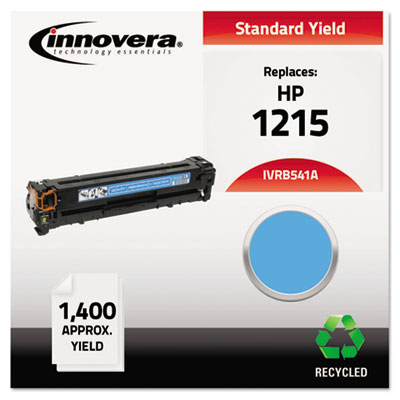 innovera
technology essentials
Standard Yield
Replaces:
HP
1215
IVRB541A
1,400
APPROX.
YIELD
RECYCLED